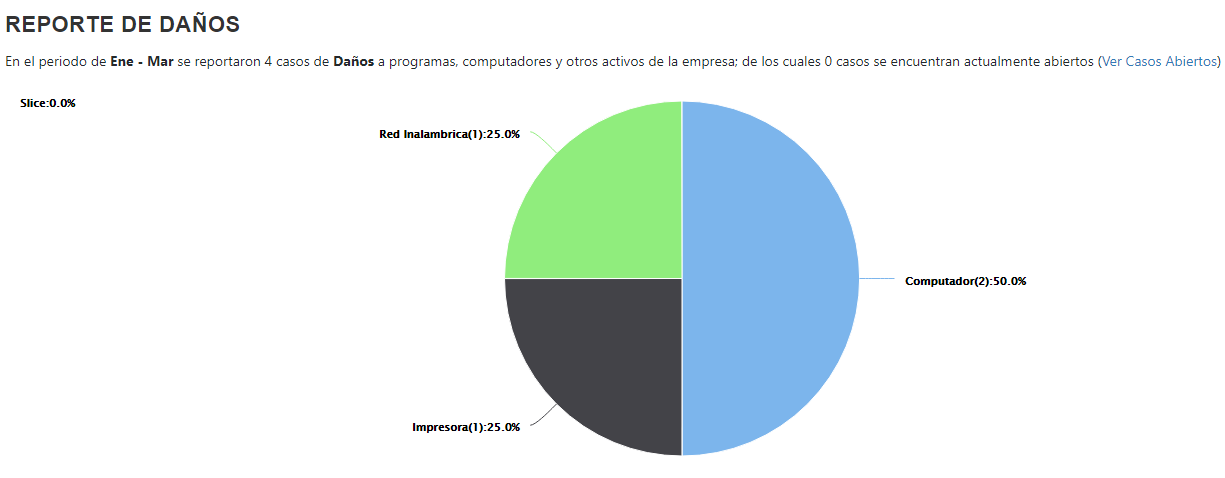 REPORTE DE DAÑOS
En el periodo de Ene - Mar se reportaron 4 casos de Daños a programas, computadores y otros activos de la empresa; de los cuales 0 casos se encuentran actualmente abiertos (Ver Casos Abiertos)
Slice:0.0%
Red Inalambrica(1):25.0%
Computador(2):50.0%
Impresora(1):25.0%